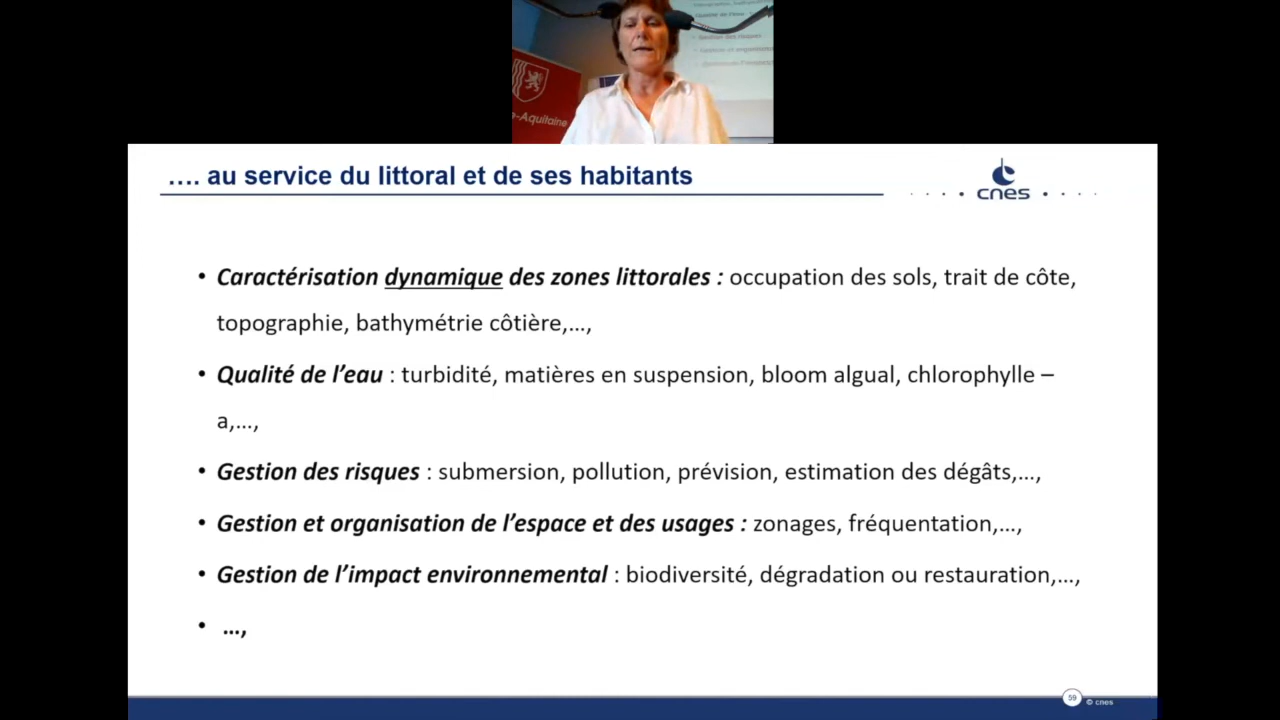 e-Aquitaine
…. au service du littoral et de ses habitants
cnes
• Caractérisation dynamique des zones littorales : occupation des sols, trait de côte,
topographie, bathymétrie côtière,…,
• Qualité de l’eau : turbidité, matières en suspension, bloom algual, chlorophylle –
a,…,
• Gestion des risques : submersion, pollution, prévision, estimation des dégâts,…,
• Gestion et organisation de l’espace et des usages : zonages, fréquentation,…,
• Gestion de l’impact environnemental : biodiversité, dégradation ou restauration,…,
• …,
59
© cnes